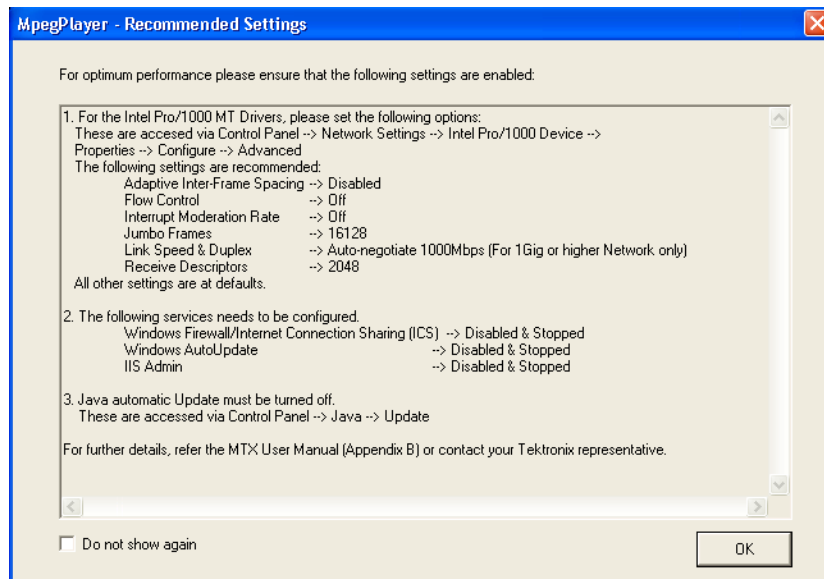 MpegPlayer - Recommended Settings
For optimum performance please ensure that the following settings are enabled:
1. For the Intel Pro/1000 MT Drivers, please set the following options:
These are accesed via Control Panel --> Network Settings --> Intel Pro/1000 Device -->
Properties --> Configure --> Advanced
The following settings are recommended:
Adaptive Inter-Frame Spacing --> Disabled
Flow Control --> Off
Interrupt Moderation Rate --> Off
Jumbo Frames --> 16128
Link Speed & Duplex --> Auto-negotiate 1000Mbps (For 1Gig or higher Network only)
Receive Descriptors --> 2048
All other settings are at defaults.
2. The following services needs to be configured.
Windows Firewall/Internet Connection Sharing (ICS) --> Disabled & Stopped
Windows AutoUpdate --> Disabled & Stopped
IIS Admin --> Disabled & Stopped
3. Java automatic Update must be turned off.
These are accessed via Control Panel --> Java --> Update
For further details, refer the MTX User Manual (Appendix B) or contact your Tektronix representative.
Do not show again
OK